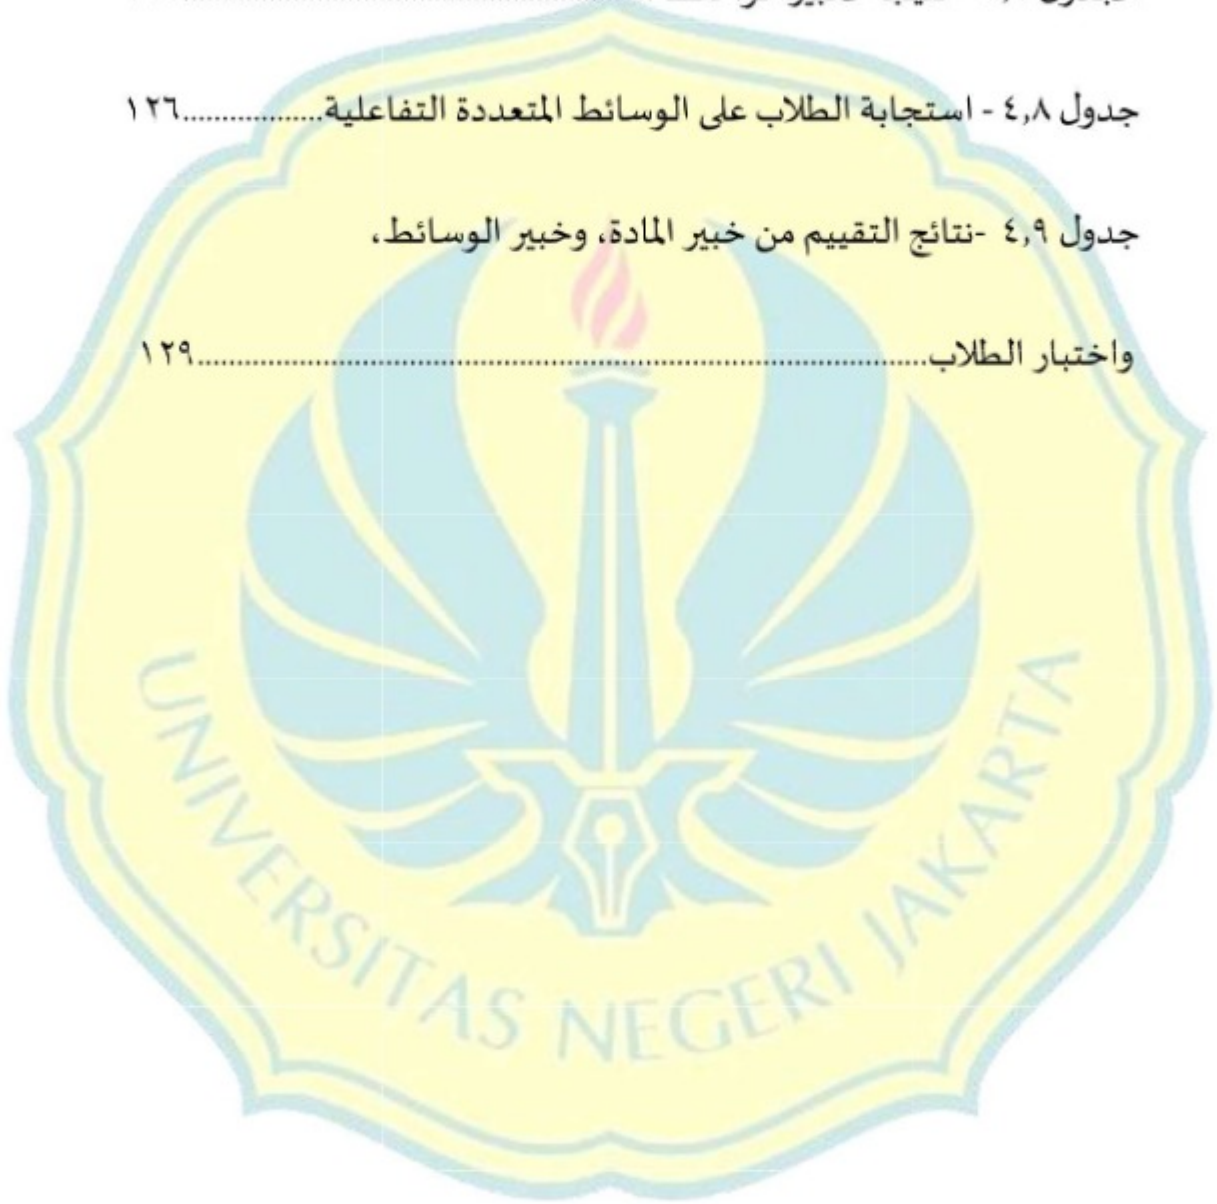 جدول ٤,٨ - استجابة الطلاب على الوسائط المتعددة التفاعلية.................١٢٦
جدول ٤,٩ -نتائج التقييم من خبير المادة، وخبير الوسائط،
واختبار الطلاب...............................................................................................١٢٩
UNIVERSITAS NEGERI JAKARTA